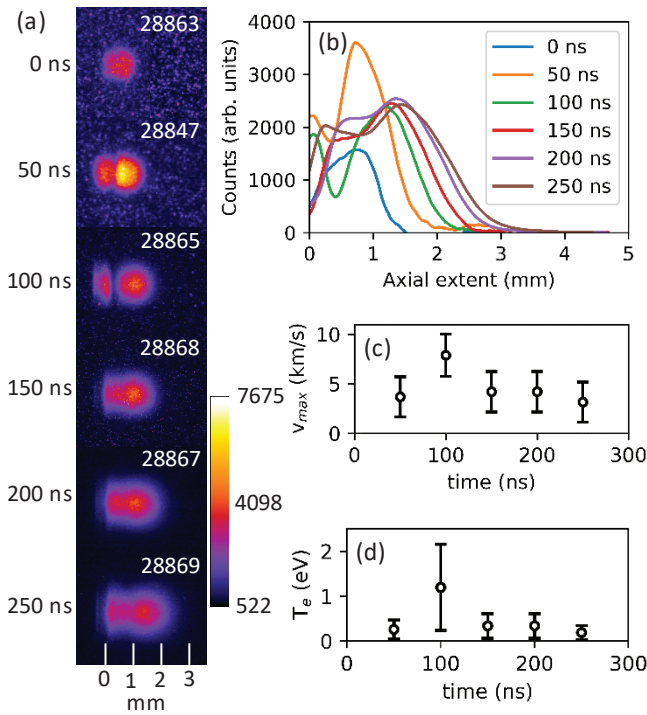 (a)
28863
0 ns
28847
50 ns
28865
100 ns
28868
150 ns
28867
200 ns
28869
250 ns
0 1 2 3
mm
7675
4098
522
(b)
Counts (arb. units)
4000
3000
2000
1000
0
0 ns
50 ns
100 ns
150 ns
200 ns
250 ns
0 1 2 3 4 5
Axial extent (mm)
(c)
v_max (km/s)
10
5
0
0 100 200 300
time (ns)
(d)
T_e (eV)
2
1
0
0 100 200 300
time (ns)